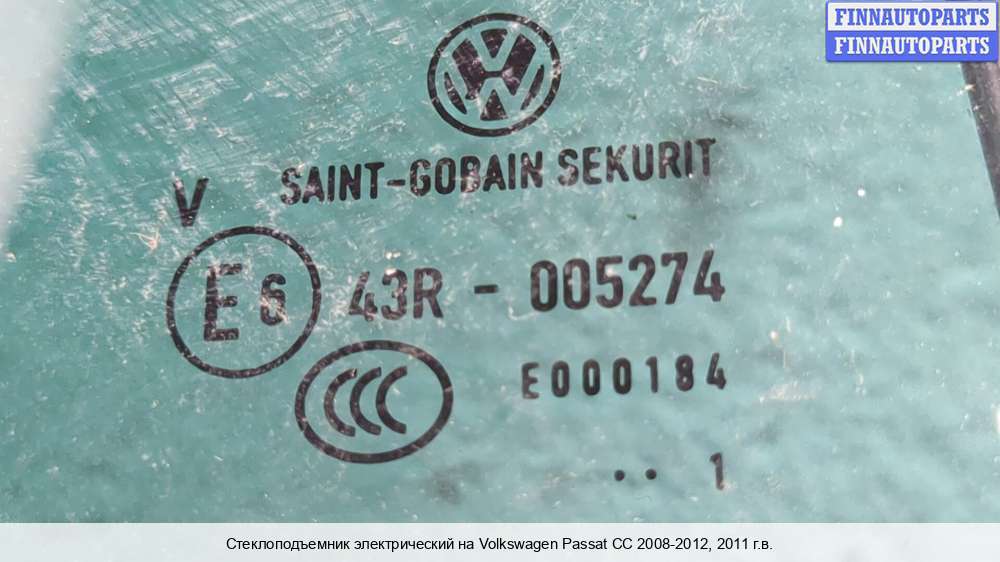 FINNAUTOPARTS
FINNAUTOPARTS
SAINT-GOBAIN SEKURIT
V
E6 43R - 005274
CCC
E000184
.. 1
Стеклоподъемник электрический на Volkswagen Passat CC 2008-2012, 2011 г.в.